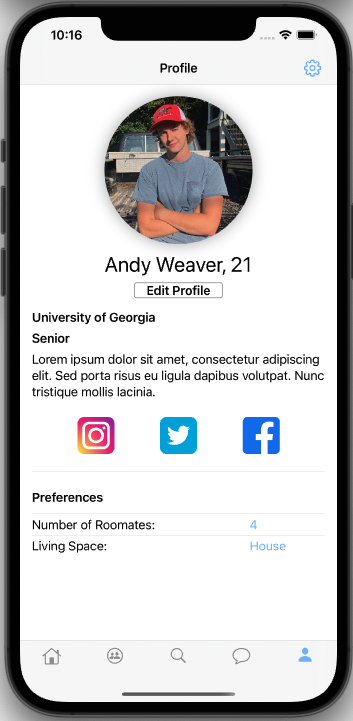 10:16
Profile
Andy Weaver, 21
Edit Profile
University of Georgia
Senior
Lorem ipsum dolor sit amet, consectetur adipiscing
elit. Sed porta risus eu ligula dapibus volutpat. Nunc
tristique mollis lacinia.
Preferences
Number of Roomates: 4
Living Space: House